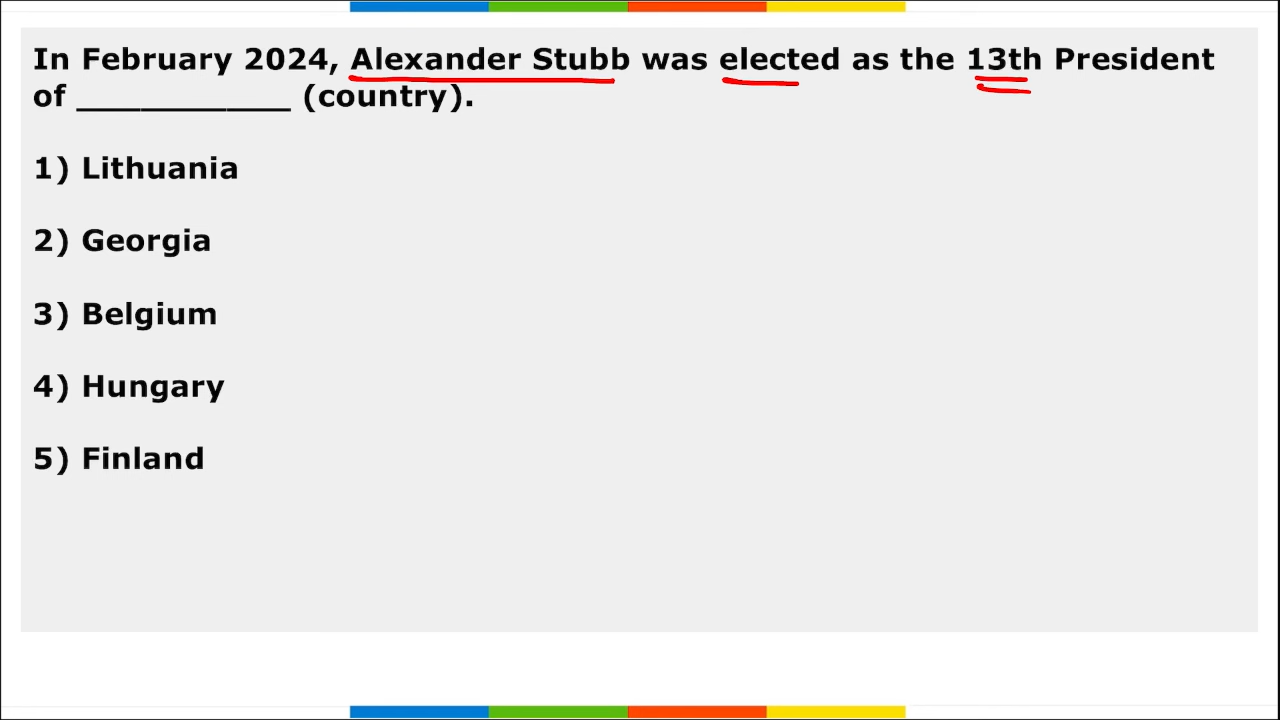 In February 2024, Alexander Stubb was elected as the 13th President
of ______________ (country).
1) Lithuania
2) Georgia
3) Belgium
4) Hungary
5) Finland